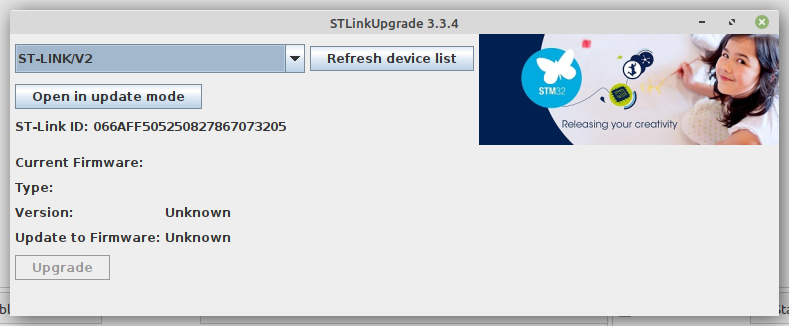 STLinkUpgrade 3.3.4
ST-LINK/V2
Refresh device list
Open in update mode
ST-Link ID: 066AFF505250827867073205
Current Firmware:
Type:
Version: Unknown
Update to Firmware: Unknown
Upgrade
STM32
Releasing your creativity